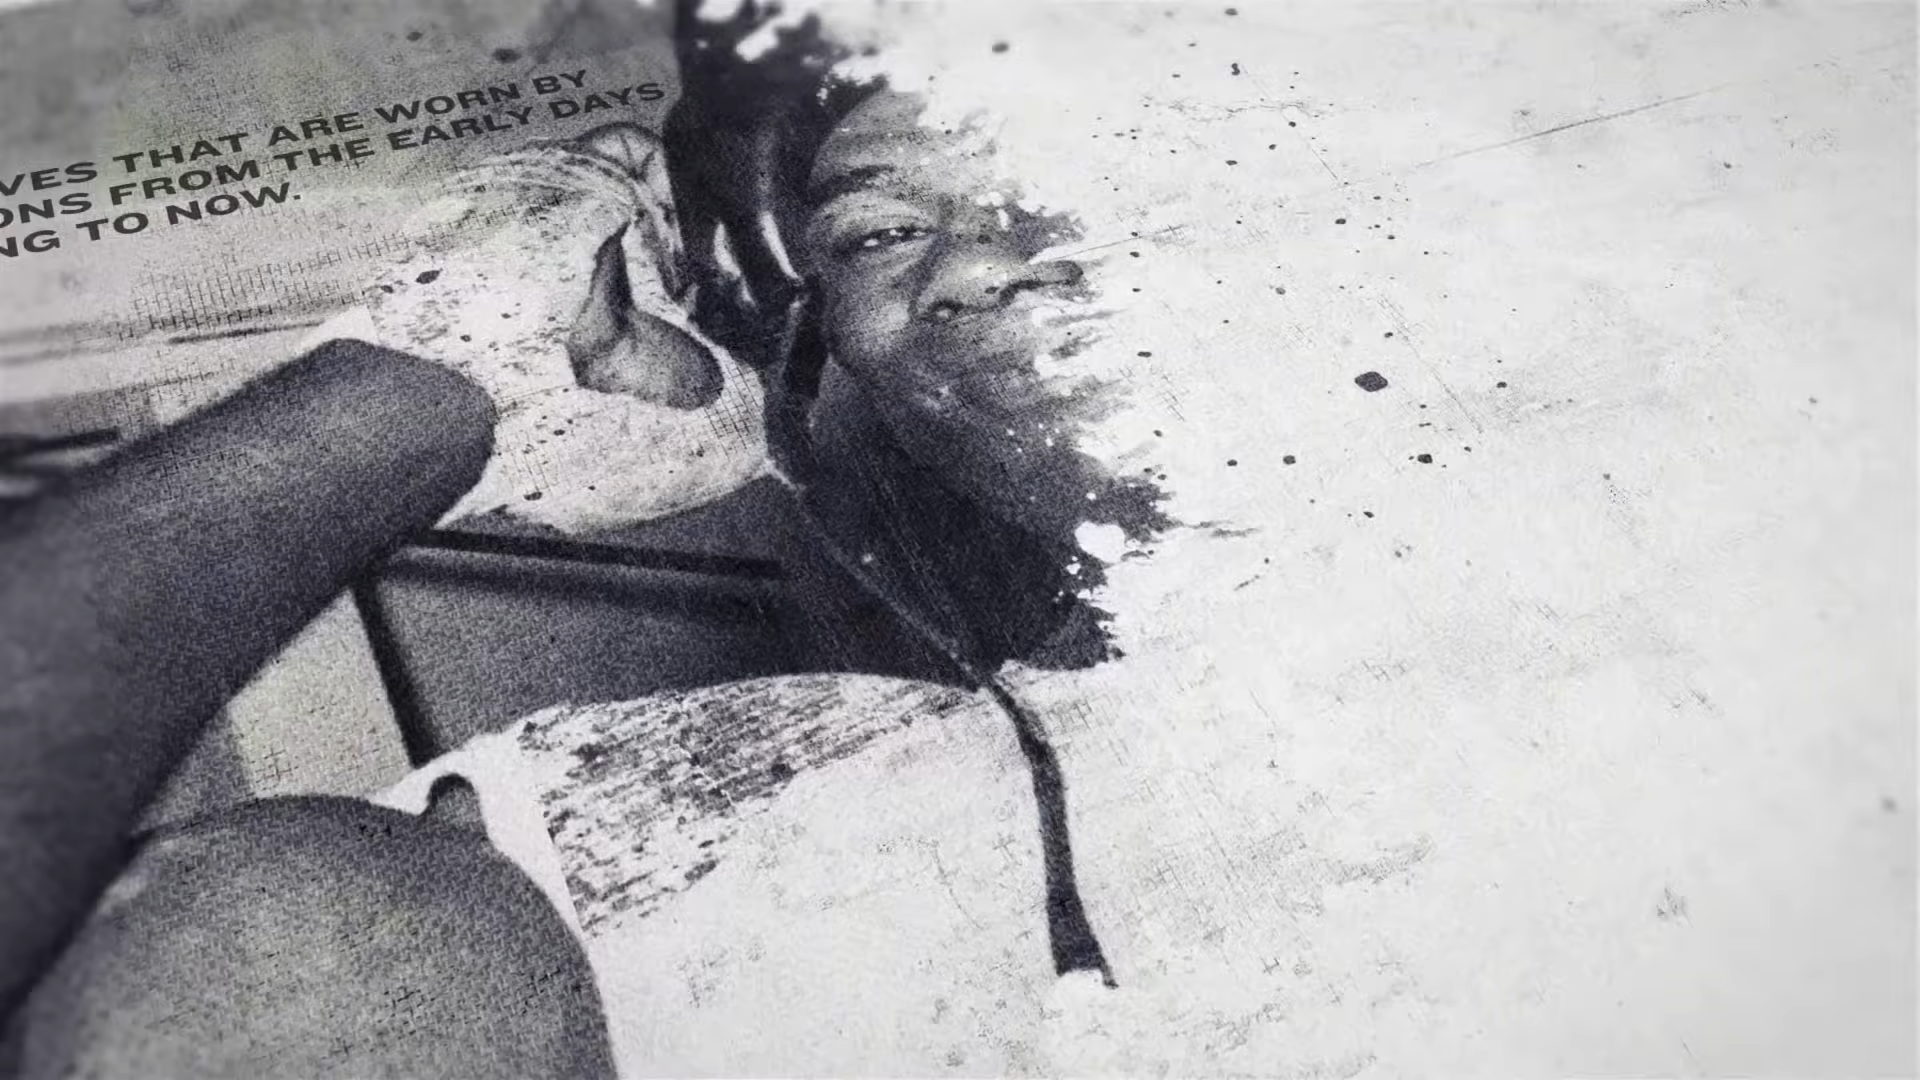 VES THAT ARE WORN BY
ONS FROM THE EARLY DAYS
NG TO NOW.